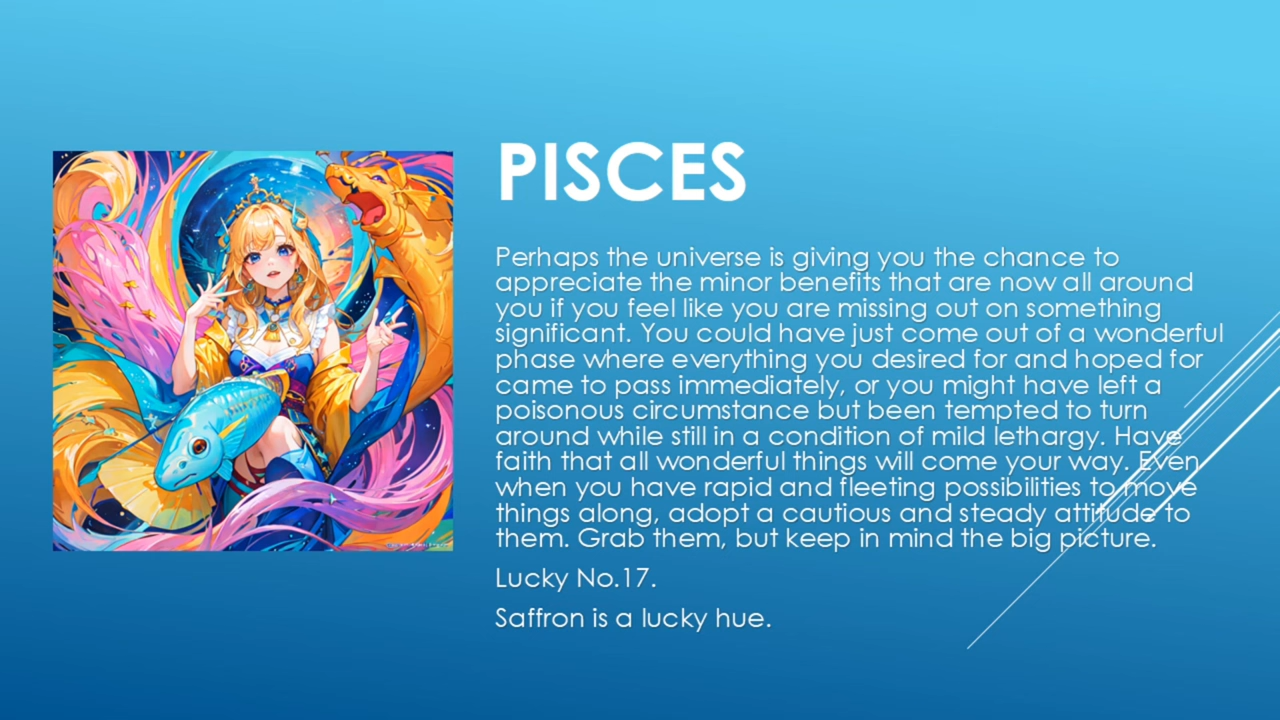 PISCES
Perhaps the universe is giving you the chance to
appreciate the minor benefits that are now all around
you if you feel like you are missing out on something
significant. You could have just come out of a wonderful
phase where everything you desired for and hoped for
came to pass immediately, or you might have left a
poisonous circumstance but been tempted to turn
around while still in a condition of mild lethargy. Have
faith that all wonderful things will come your way. Even
when you have rapid and fleeting possibilities to move
things along, adopt a cautious and steady attitude to
them. Grab them, but keep in mind the big picture.
Lucky No.17.
Saffron is a lucky hue.